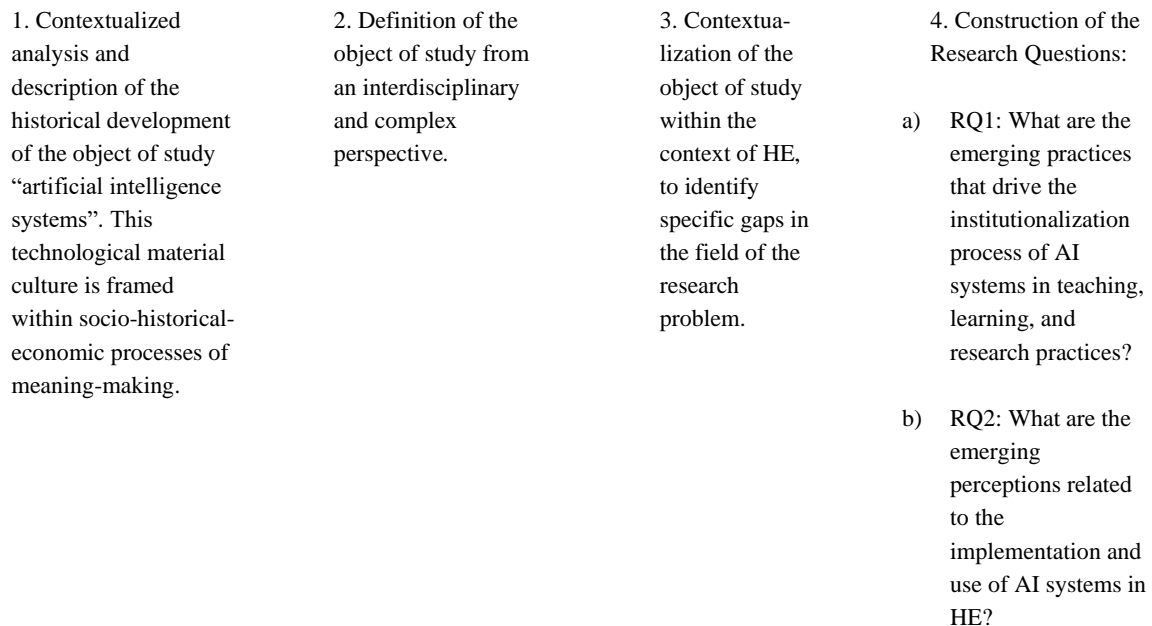 1. Contextualized
analysis and
description of the
historical development
of the object of study
“artificial intelligence
systems”. This
technological material
culture is framed
within socio-historical-
economic processes of
meaning-making.
2. Definition of the
object of study from
an interdisciplinary
and complex
perspective.
3. Contextua-
lization of the
object of study
within the
context of HE,
to identify
specific gaps in
the field of the
research
problem.
4. Construction of the
Research Questions:
a) RQ1: What are the
emerging practices
that drive the
institutionalization
process of AI
systems in teaching,
learning, and
research practices?
b) RQ2: What are the
emerging
perceptions related
to the
implementation and
use of AI systems in
HE?